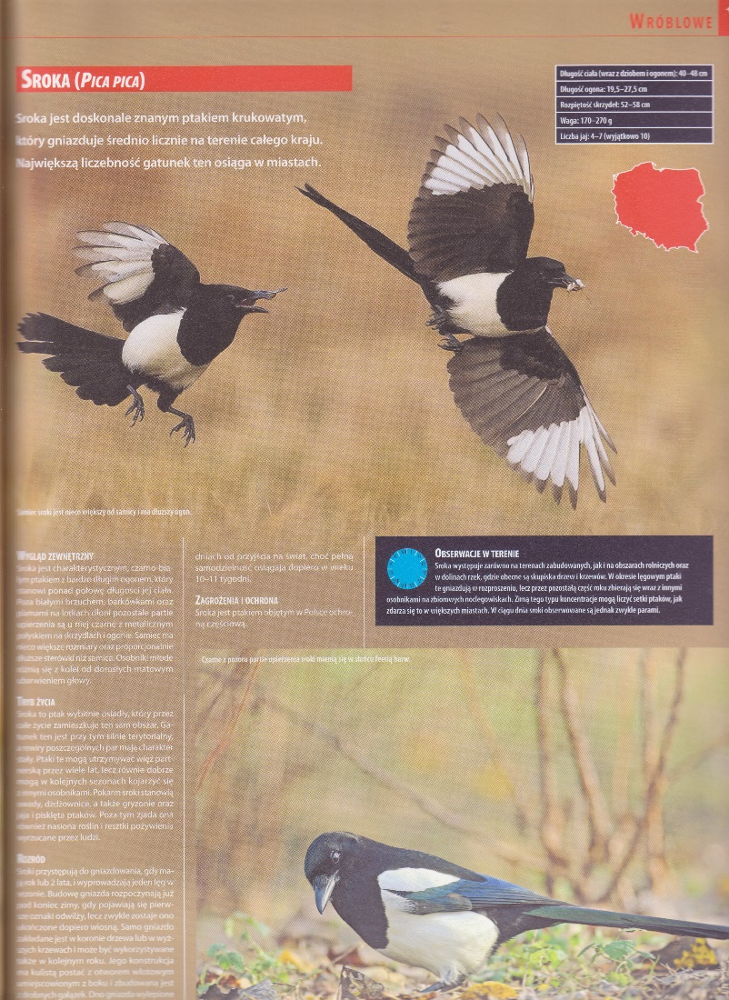 WRÓBLOWE
SROKA (PICA PICA)
Sroka jest doskonale znanym ptakiem krukowatym,
który gniazduje średnio licznie na terenie całego kraju.
Największą liczebność gatunek ten osiąga w miastach.
Długość ciała (wraz z dziobem i ogonem): 40–48 cm
Długość ogona: 19,5–27,5 cm
Rozpiętość skrzydeł: 52–58 cm
Waga: 170–270 g
Liczba jaj: 4–7 (wyjątkowo 10)
Samiec sroki jest nieco większy od samicy i ma dłuższy ogon.
WYGLĄD ZEWNĘTRZNY
Sroka jest charakterystycznym, czarno-bia-
łym ptakiem z bardzo długim ogonem, który
stanowi ponad połowę długości jej ciała.
Poza białymi brzuchem, barkówkami oraz
plamami na lotkach dłoni pozostałe partie
upierzenia są u niej czarne z metalicznym
połyskiem na skrzydłach i ogonie. Samiec ma
nieco większe rozmiary oraz proporcjonalnie
dłuższe sterówki niż samica. Osobniki młode
różnią się z kolei od dorosłych matowym
ubarwieniem głowy.
TRYB ŻYCIA
Sroka to ptak wybitnie osiadły, który przez
całe życie zamieszkuje ten sam obszar. Ga-
tunek ten jest przy tym silnie terytorialny,
a rewiry poszczególnych par mają charakter
stały. Ptaki te mogą utrzymywać więź part-
nerską przez wiele lat, lecz równie dobrze
mogą w kolejnych sezonach kojarzyć się
z innymi osobnikami. Pokarm sroki stanowią
owady, dżdżownice, a także gryzonie oraz
jaja i pisklęta ptaków. Poza tym zjada ona
również nasiona roślin i resztki pożywienia
wyrzucane przez ludzi.
ROZRÓD
Sroki przystępują do gniazdowania, gdy ma-
ją rok lub 2 lata, i wyprowadzają jeden lęg w
sezonie. Budowę gniazda rozpoczynają już
pod koniec zimy, gdy pojawiają się pierw-
sze oznaki odwilży, lecz zwykle zostaje ono
ukończone dopiero wiosną. Samo gniazdo
zakładane jest w koronie drzewa lub w wyż-
szych krzewach i może być wykorzystywane
także w kolejnym roku. Jego konstrukcja
ma kulistą postać z otworem wlotowym
umiejscowionym z boku i zbudowana jest
z drobnych gałązek. Dno gniazda wylepione
dniach od przyjścia na świat, choć pełną
samodzielność osiągają dopiero w wieku
10–11 tygodni.
ZAGROŻENIA I OCHRONA
Sroka jest ptakiem objętym w Polsce ochro-
ną częściową.
OBSERWACJE W TERENIE
Sroka występuje zarówno na terenach zabudowanych, jak i na obszarach rolniczych oraz
w dolinach rzek, gdzie obecne są skupiska drzew i krzewów. W okresie lęgowym ptaki
te gniazdują w rozproszeniu, lecz przez pozostałą część roku zbierają się wraz z innymi
osobnikami na zbiorowych noclegowiskach. Zimą tego typu koncentracje mogą liczyć setki ptaków, jak
zdarza się to w większych miastach. W ciągu dnia sroki obserwowane są jednak zwykle parami.
Czarne z pozoru partie upierzenia sroki mienią się w słońcu feerią barw.